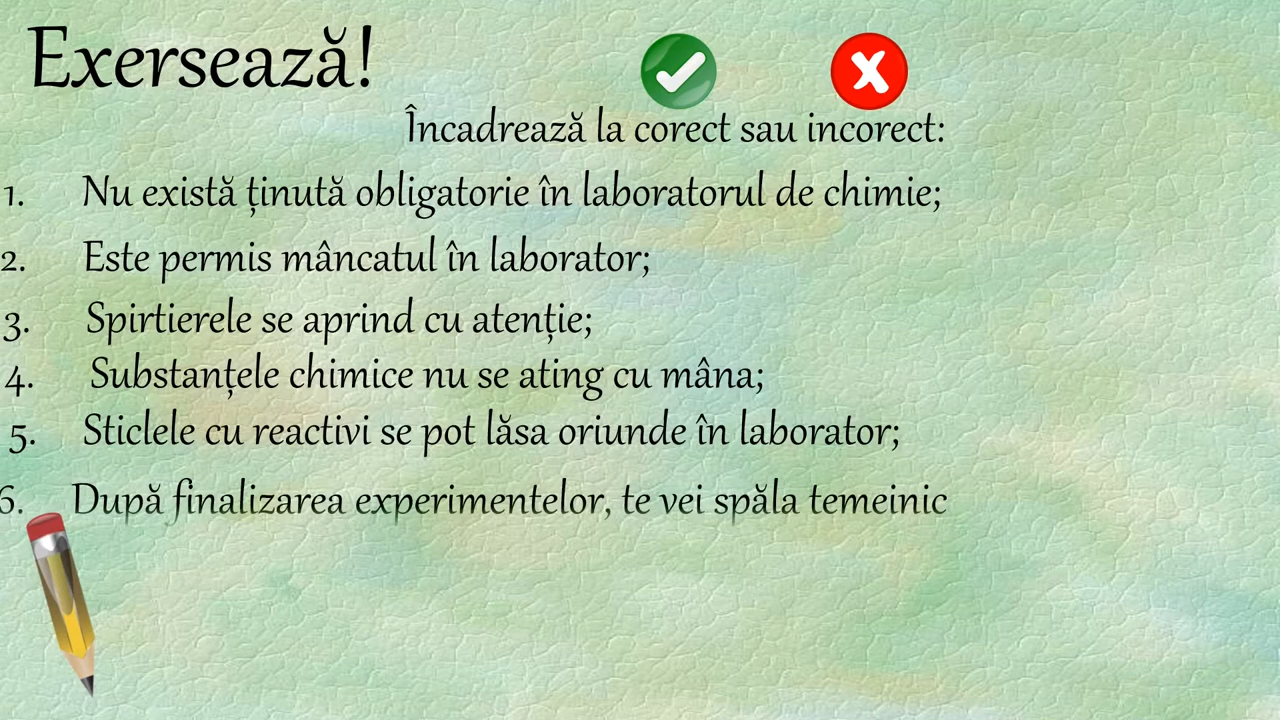 Exersează!
Încadrează la corect sau incorect:
1. Nu există ținută obligatorie în laboratorul de chimie;
2. Este permis mâncatul în laborator;
3. Spirtierele se aprind cu atenție;
4. Substanțele chimice nu se ating cu mâna;
5. Sticlele cu reactivi se pot lăsa oriunde în laborator;
6. După finalizarea experimentelor, te vei spăla temeinic